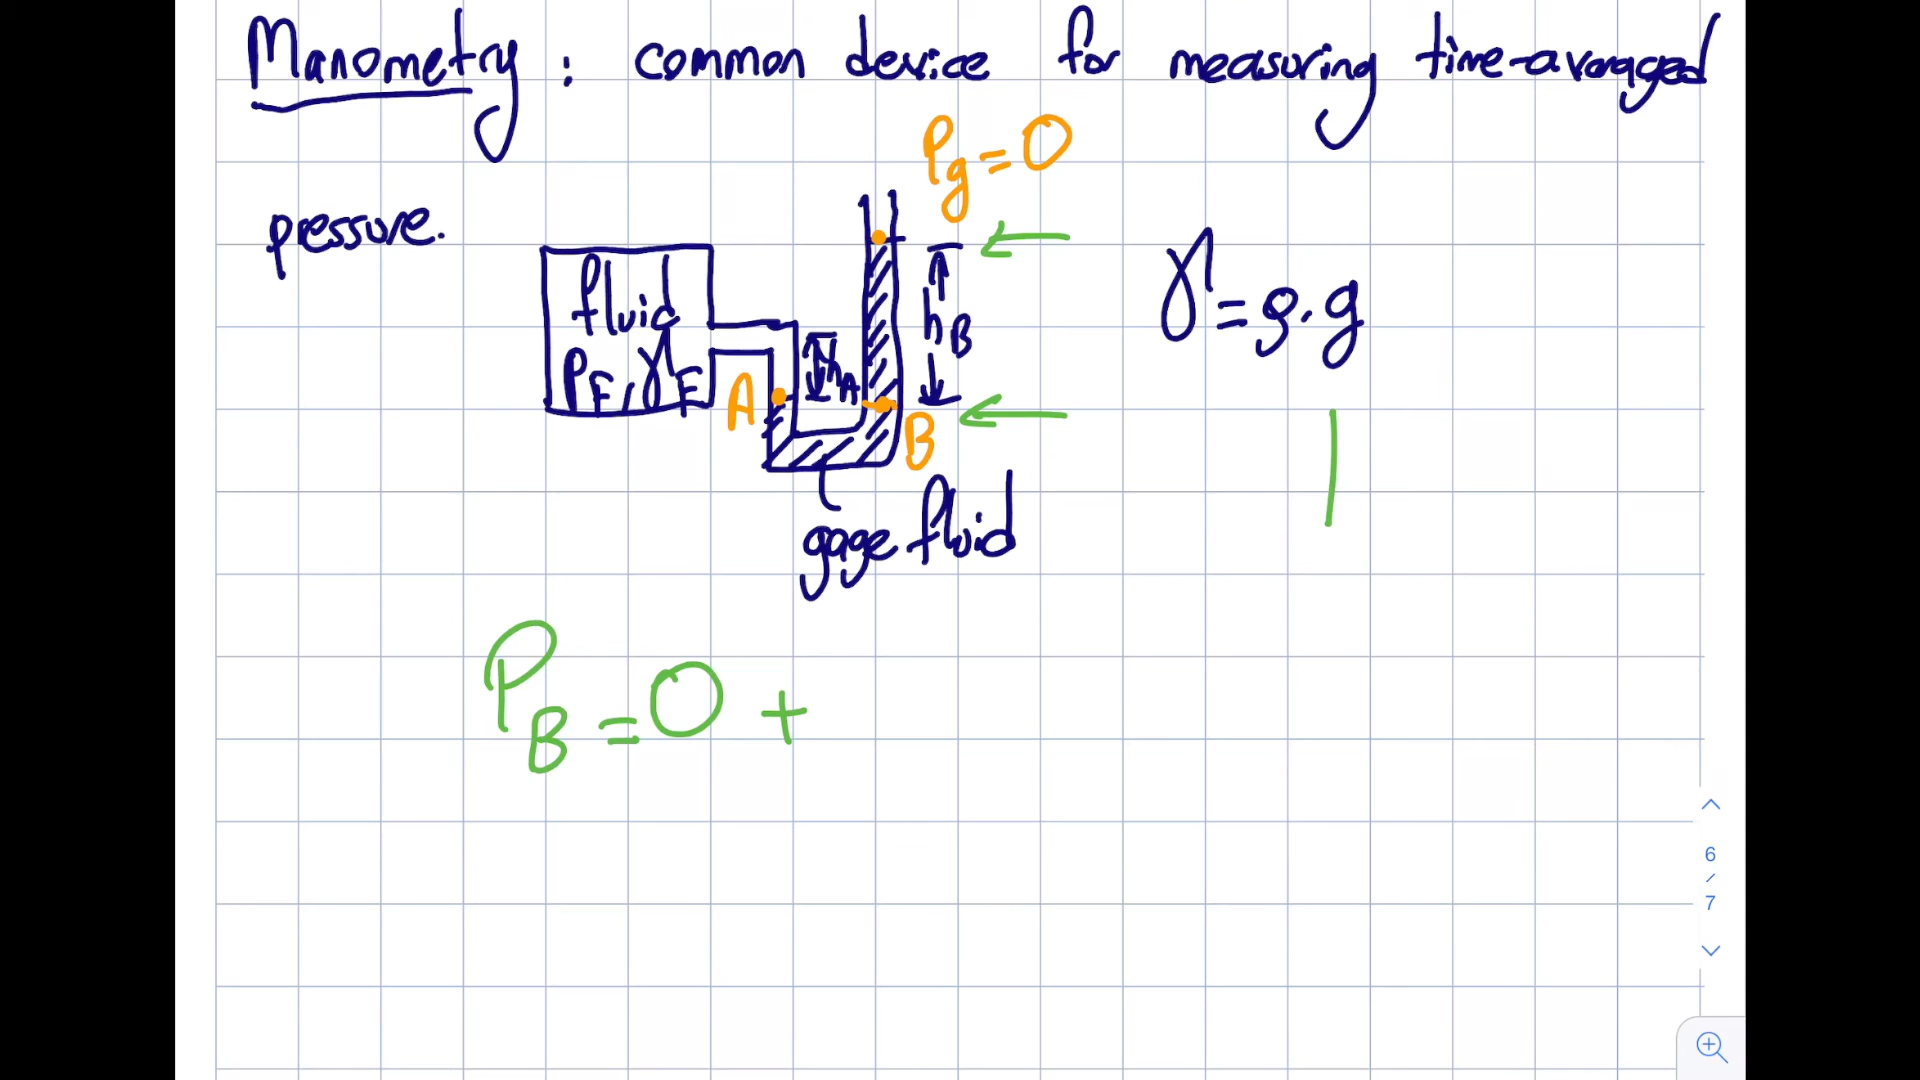 Manometry : common device for measuring time-averaged
pressure.
Pg = 0
fluid
PF, γF
hA
hB
γ = ρ.g
A
B
gage fluid
PB = 0 +
6
/
7